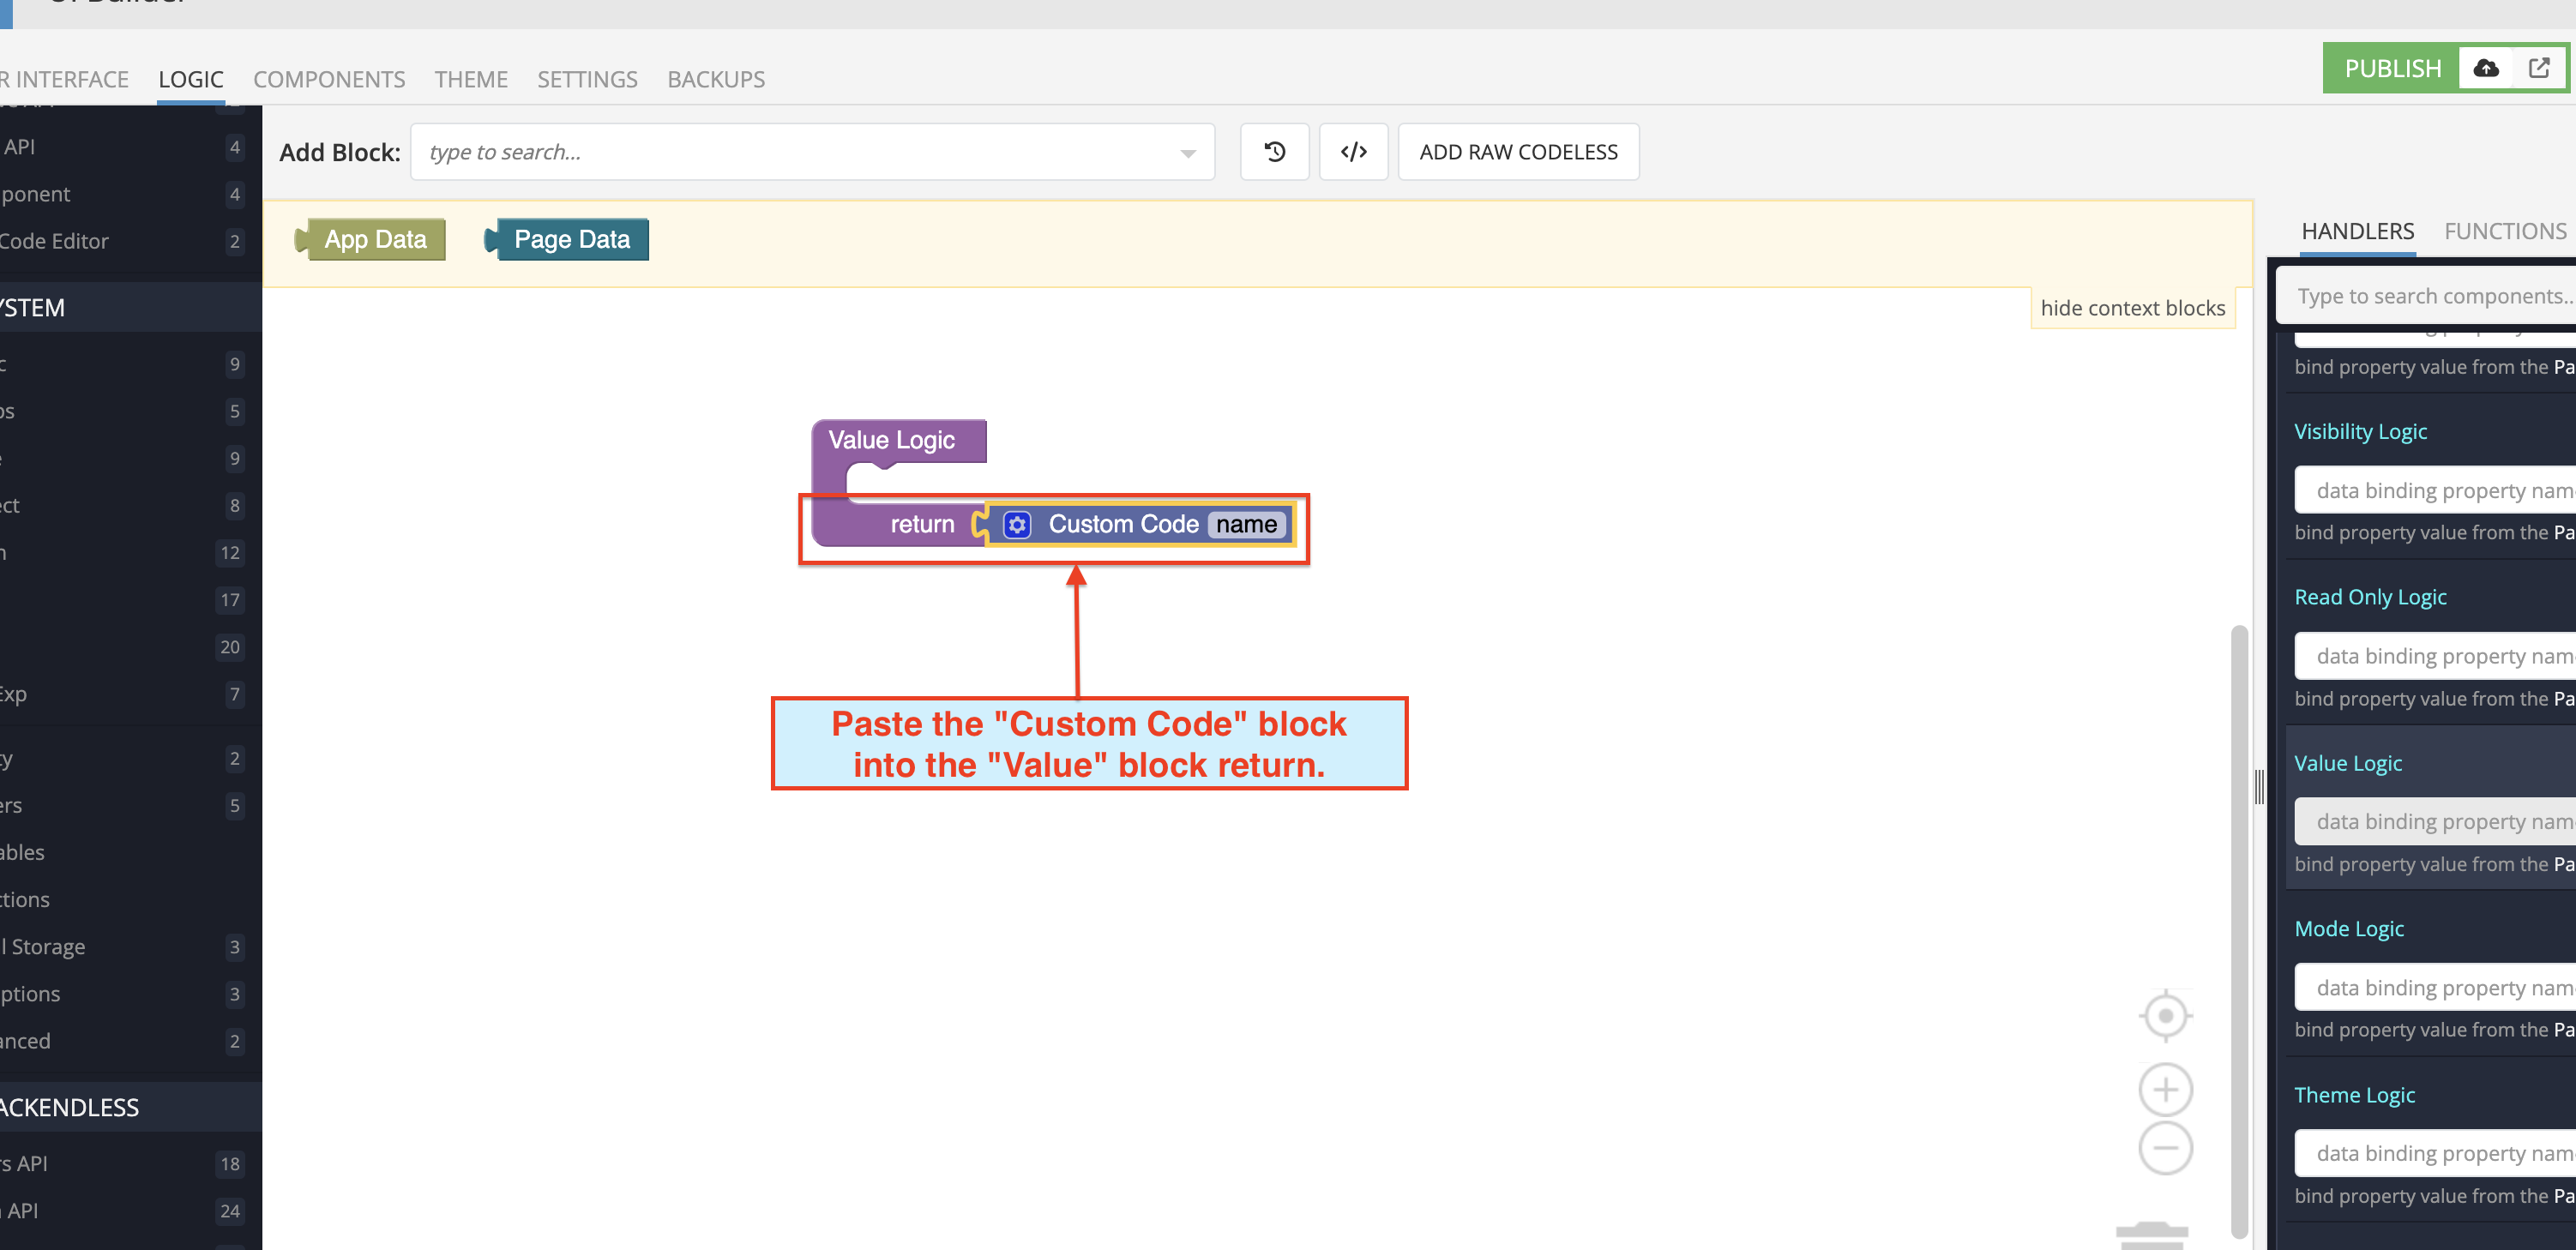 UI Builder
R INTERFACE LOGIC COMPONENTS THEME SETTINGS BACKUPS
PUBLISH
API 4
ponent 4
Code Editor 2
YSTEM
c 9
os 5
e 9
ect 8
n 12
17
20
Exp 7
ty 2
ers 5
ables
ctions
l Storage 3
ptions 3
anced 2
ACKENDLESS
rs API 18
API 24
Add Block: type to search... </> ADD RAW CODELESS
App Data Page Data
hide context blocks
Value Logic
return Custom Code name
Paste the "Custom Code" block
into the "Value" block return.
HANDLERS FUNCTIONS
Type to search components..
bind property value from the Pa
Visibility Logic
data binding property nam
bind property value from the Pa
Read Only Logic
data binding property nam
bind property value from the Pa
Value Logic
data binding property nam
bind property value from the Pa
Mode Logic
data binding property nam
bind property value from the Pa
Theme Logic
data binding property nam
bind property value from the Pa